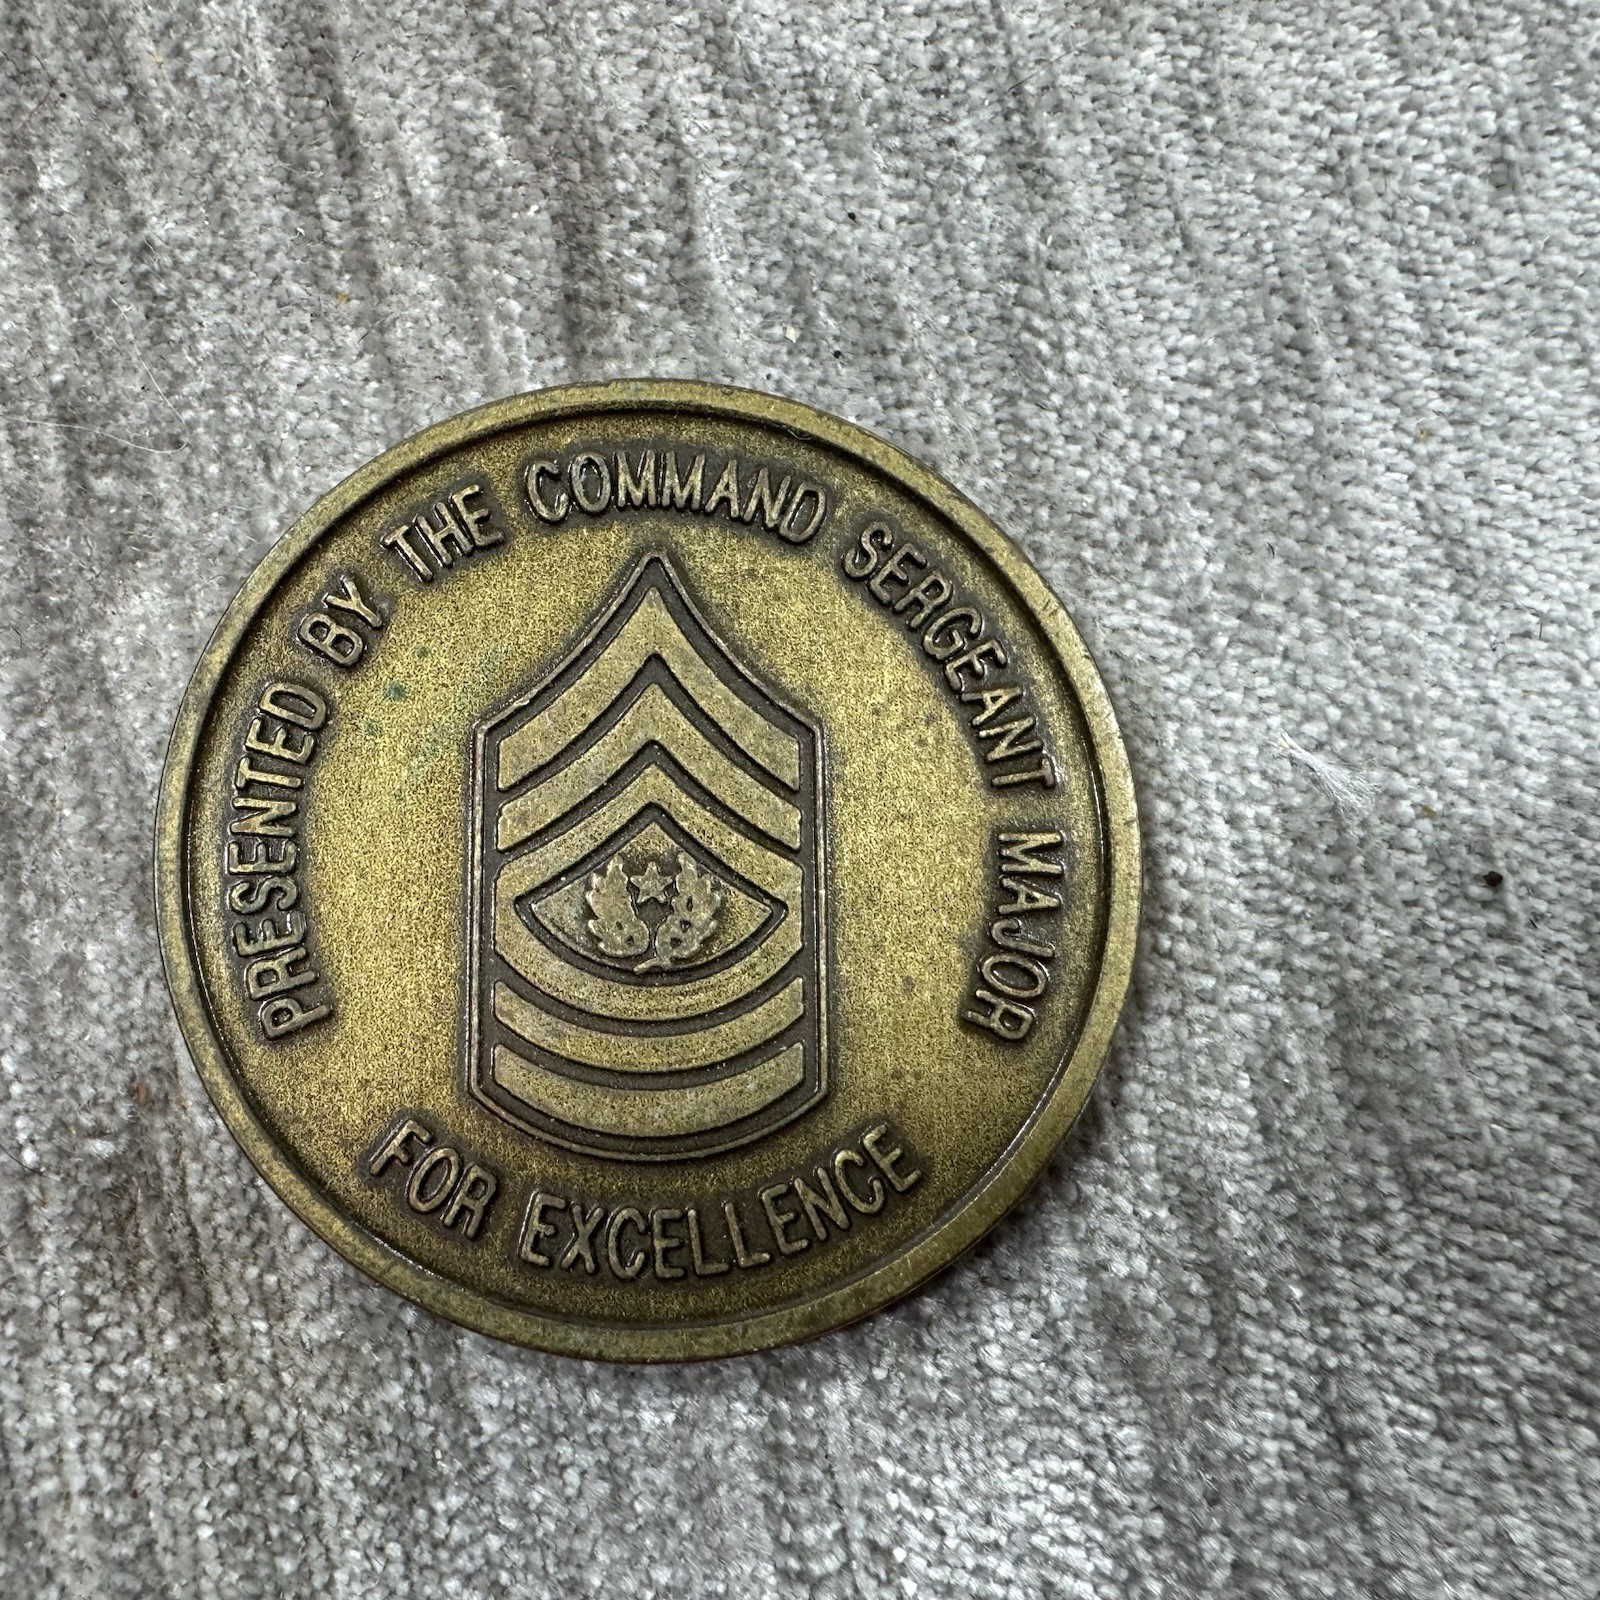 PRESENTED BY THE COMMAND SERGEANT MAJOR
FOR EXCELLENCE